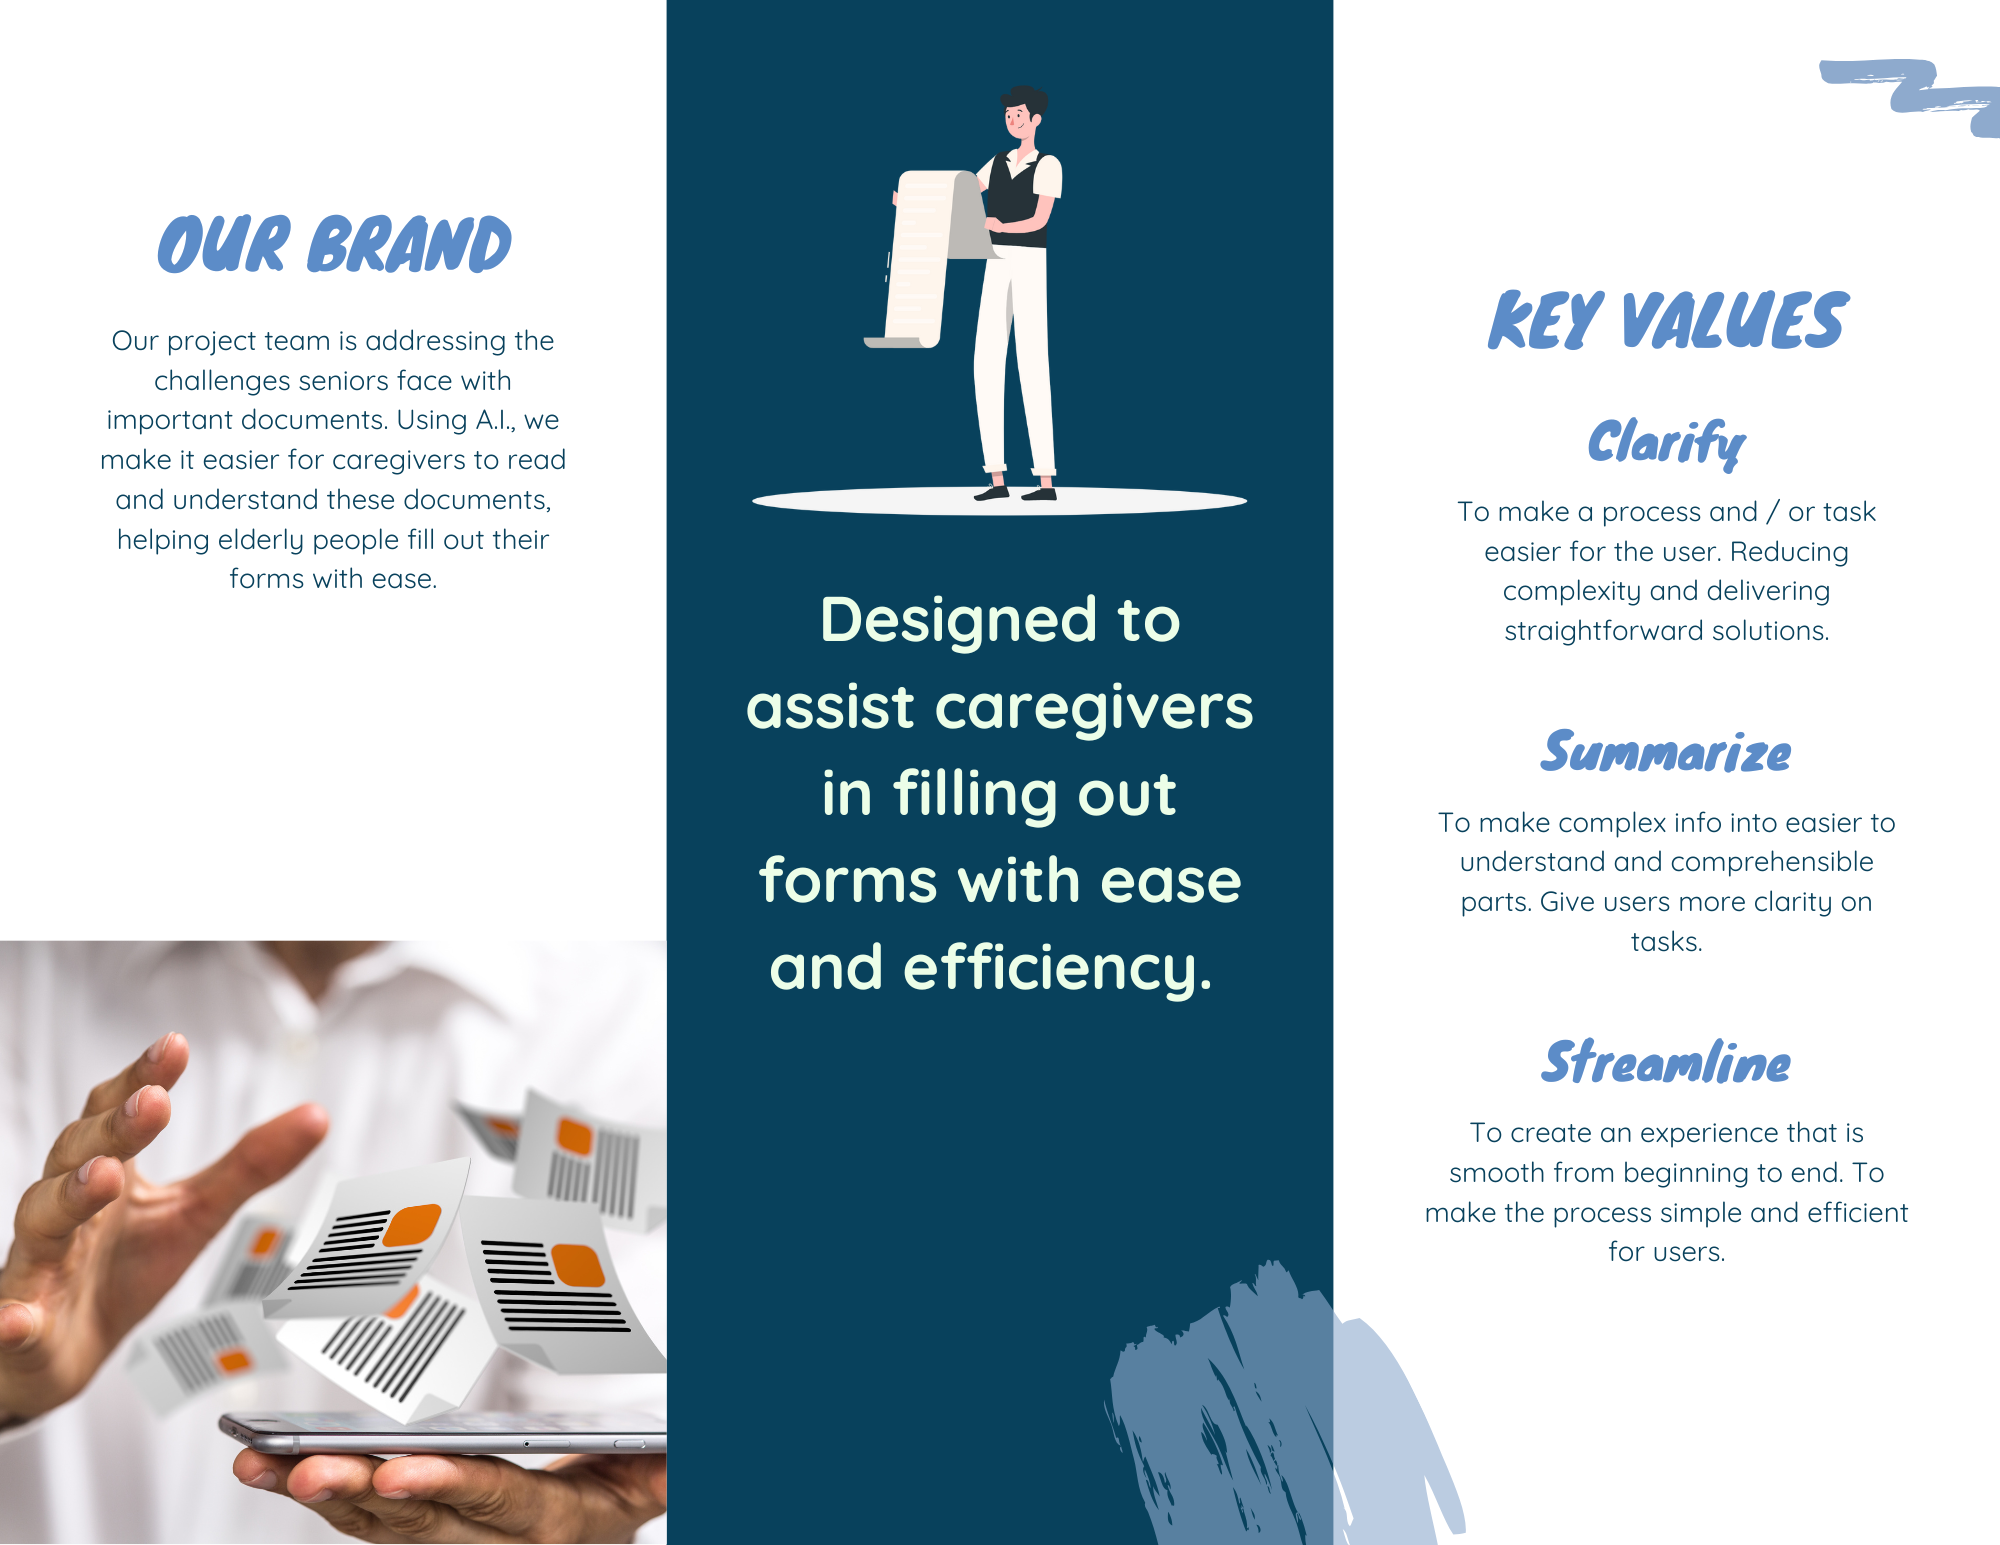 OUR BRAND
Our project team is addressing the
challenges seniors face with
important documents. Using A.I., we
make it easier for caregivers to read
and understand these documents,
helping elderly people fill out their
forms with ease.
Designed to
assist caregivers
in filling out
forms with ease
and efficiency.
KEY VALUES
Clarify
To make a process and / or task
easier for the user. Reducing
complexity and delivering
straightforward solutions.
Summarize
To make complex info into easier to
understand and comprehensible
parts. Give users more clarity on
tasks.
Streamline
To create an experience that is
smooth from beginning to end. To
make the process simple and efficient
for users.